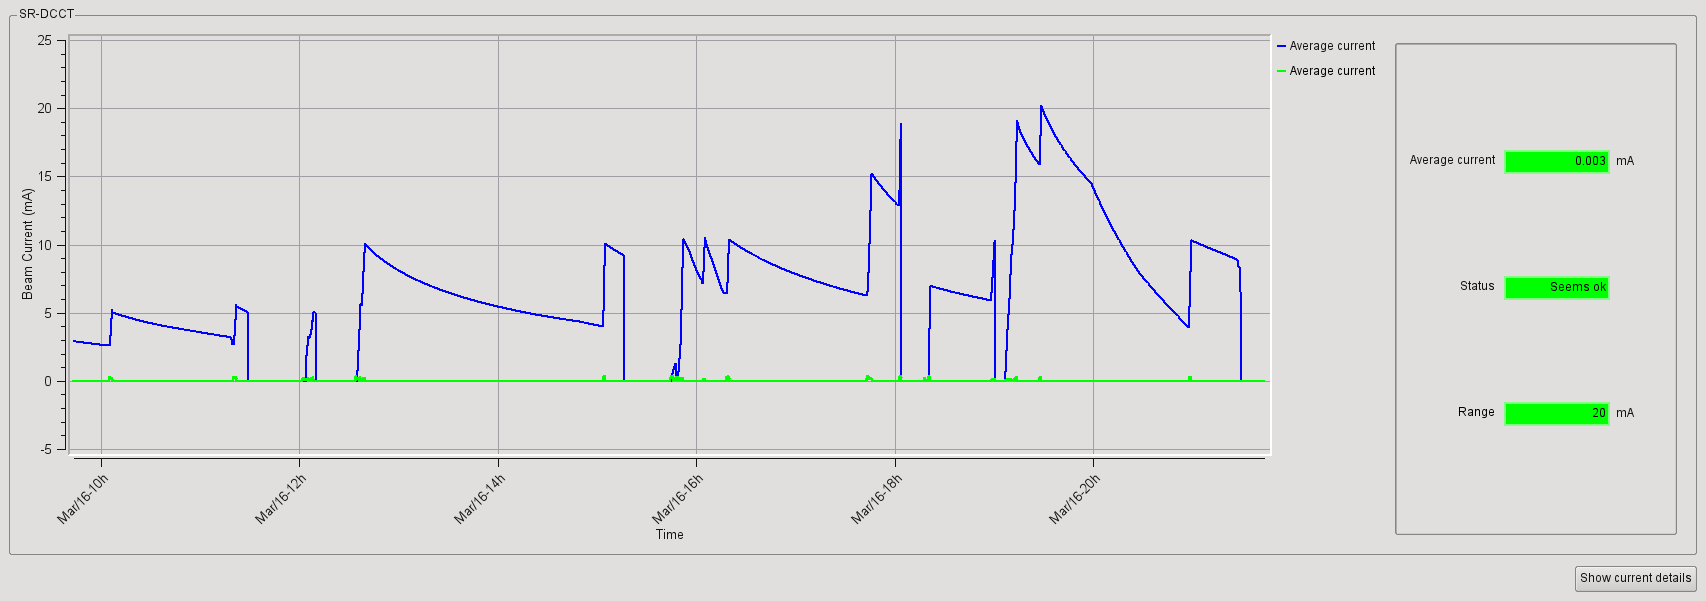 SR-DCCT
25
20
15
10
5
0
-5
Beam Current (mA)
Mar/16-10h
Mar/16-12h
Mar/16-14h
Mar/16-16h
Mar/16-18h
Mar/16-20h
Time
Average current
Average current
Average current 0.003 mA
Status Seems ok
Range 20 mA
Show current details